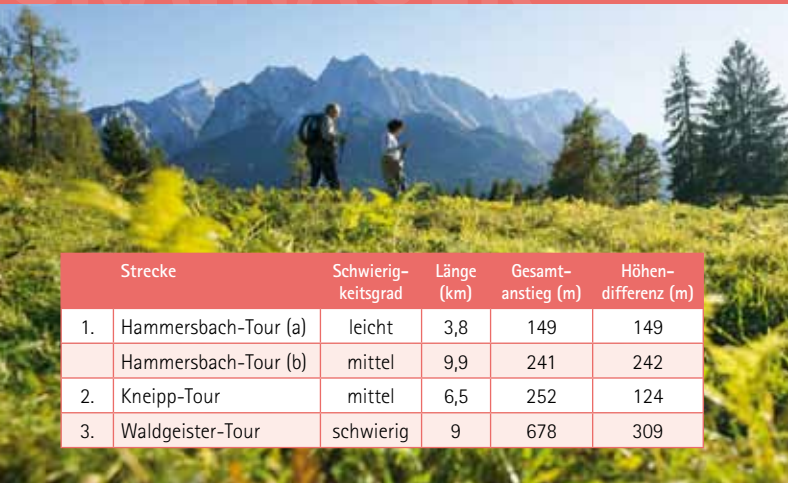 Strecke Schwierig- Länge Gesamt- Höhen-
keitsgrad (km) anstieg (m) differenz (m)
1. Hammersbach-Tour (a) leicht 3,8 149 149
Hammersbach-Tour (b) mittel 9,9 241 242
2. Kneipp-Tour mittel 6,5 252 124
3. Waldgeister-Tour schwierig 9 678 309